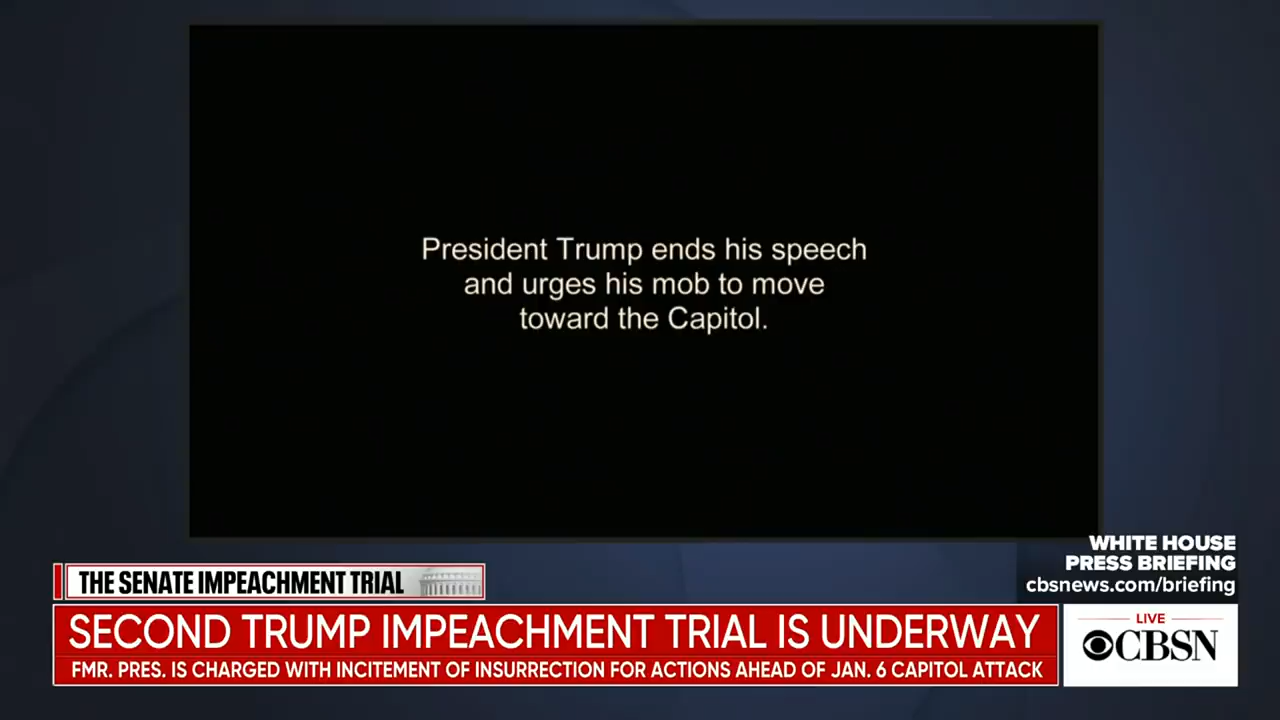 President Trump ends his speech
and urges his mob to move
toward the Capitol.
WHITE HOUSE
PRESS BRIEFING
cbsnews.com/briefing
THE SENATE IMPEACHMENT TRIAL
SECOND TRUMP IMPEACHMENT TRIAL IS UNDERWAY
FMR. PRES. IS CHARGED WITH INCITEMENT OF INSURRECTION FOR ACTIONS AHEAD OF JAN. 6 CAPITOL ATTACK
LIVE
CBSN